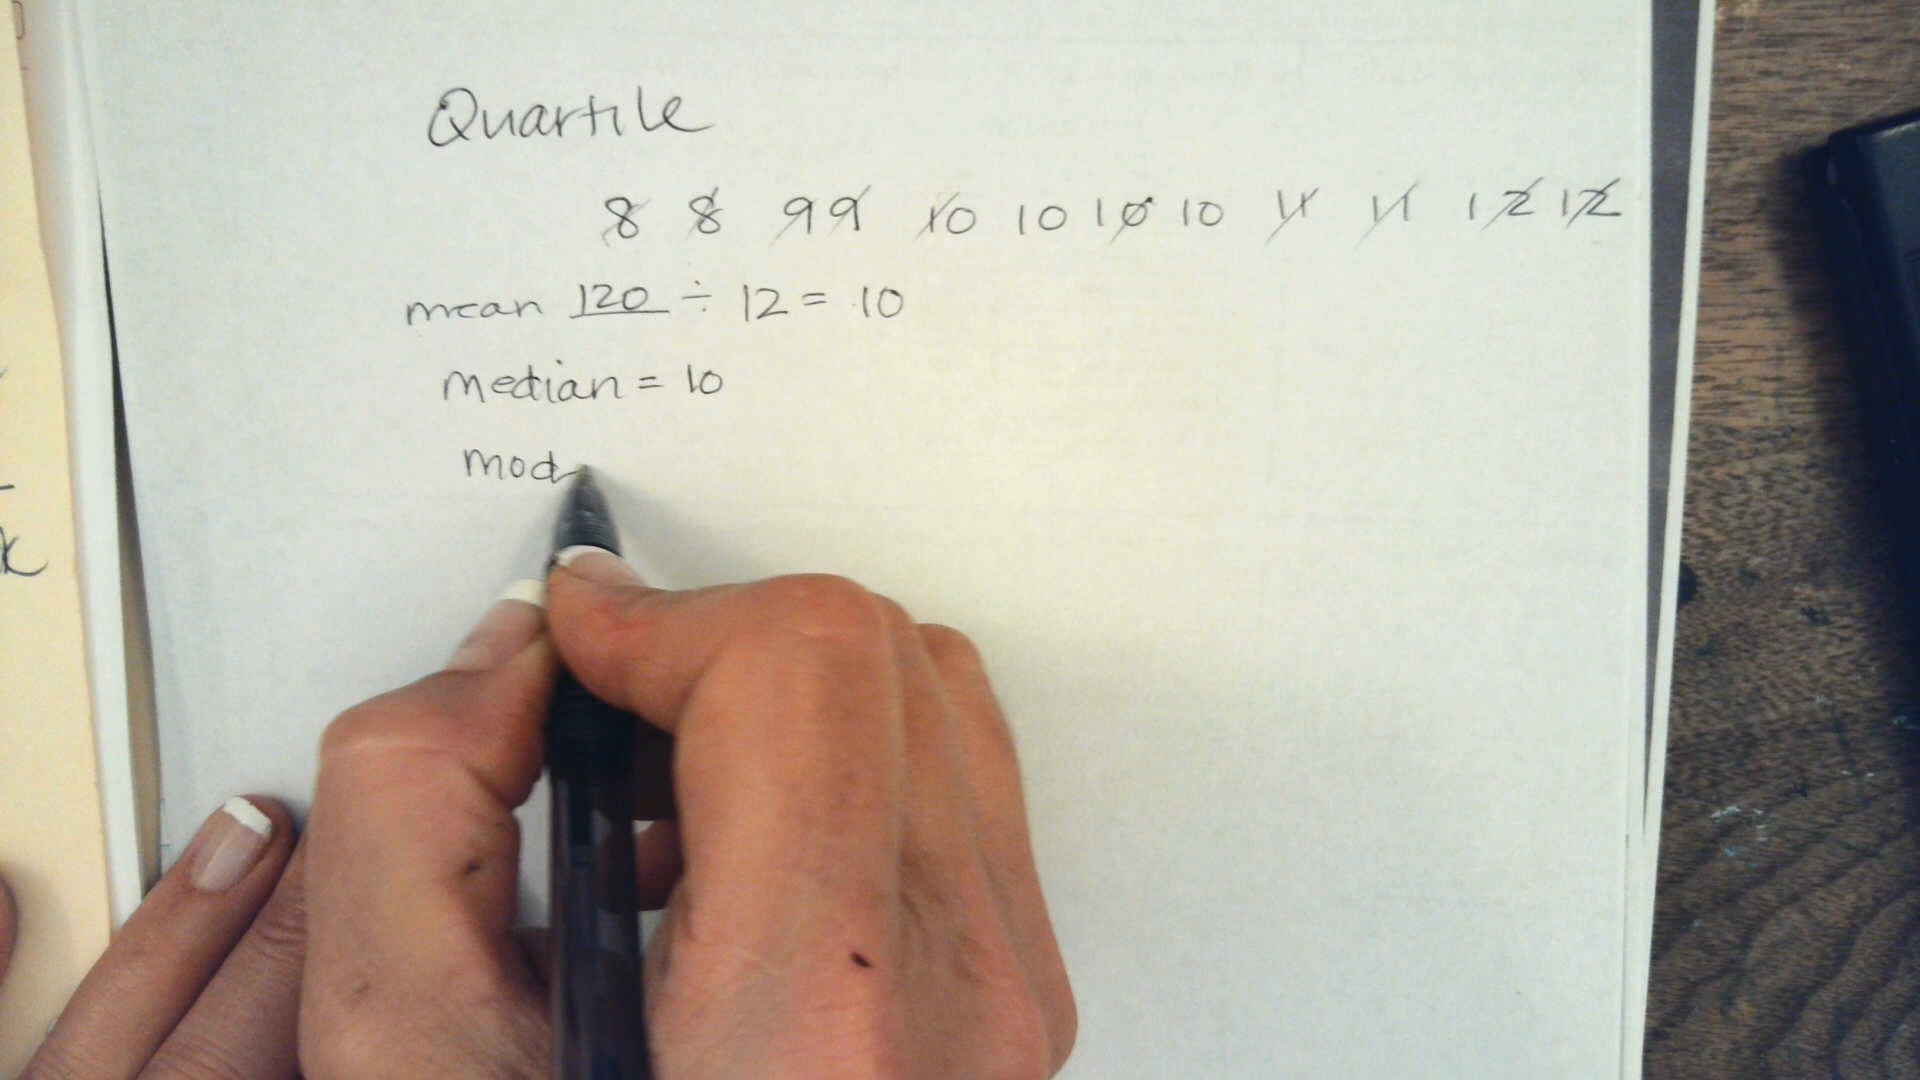 Quartile
8 8 9 9 10 10 10 10 11 11 12 12
mean 120 ÷ 12 = 10
median = 10
mod